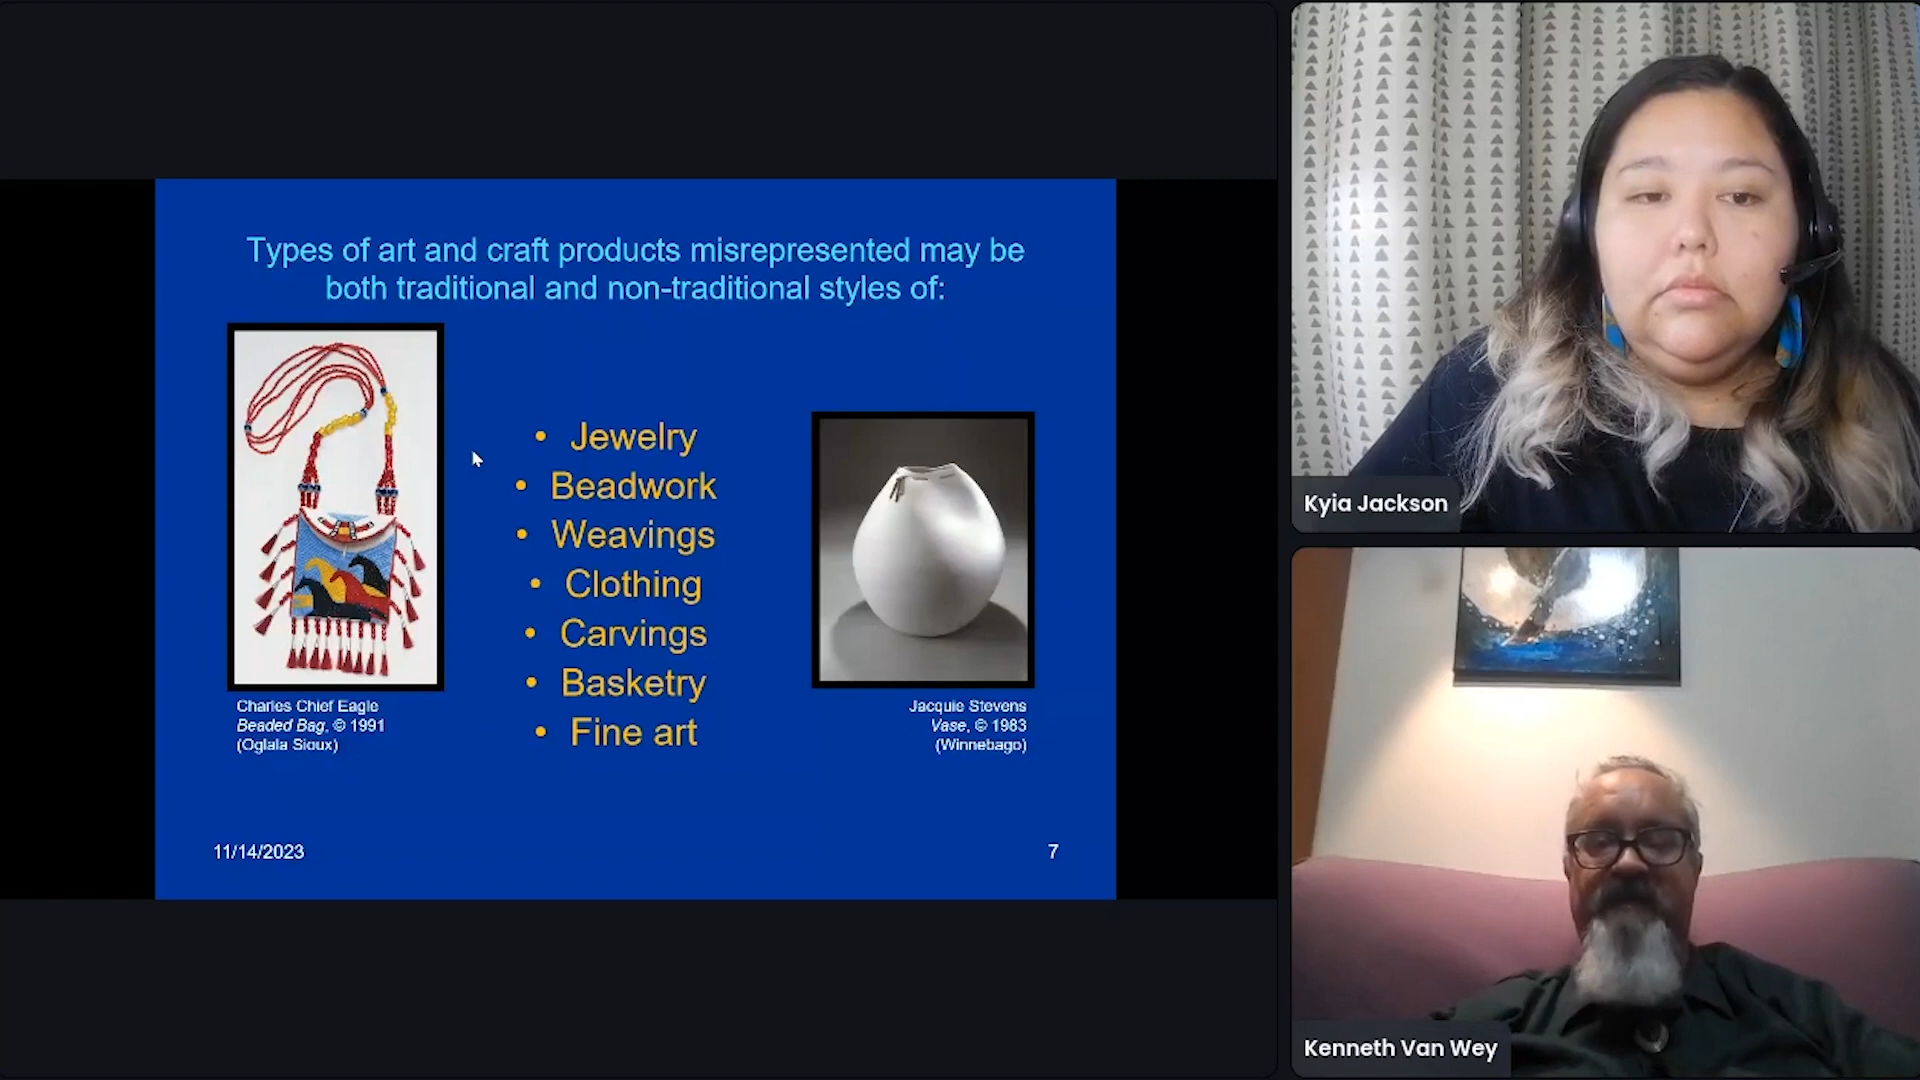 Types of art and craft products misrepresented may be
both traditional and non-traditional styles of:
• Jewelry
• Beadwork
• Weavings
• Clothing
• Carvings
• Basketry
• Fine art
Charles Chief Eagle
Beaded Bag, © 1991
(Oglala Sioux)
Jacquie Stevens
Vase, © 1983
(Winnebago)
11/14/2023
7
Kyia Jackson
Kenneth Van Wey